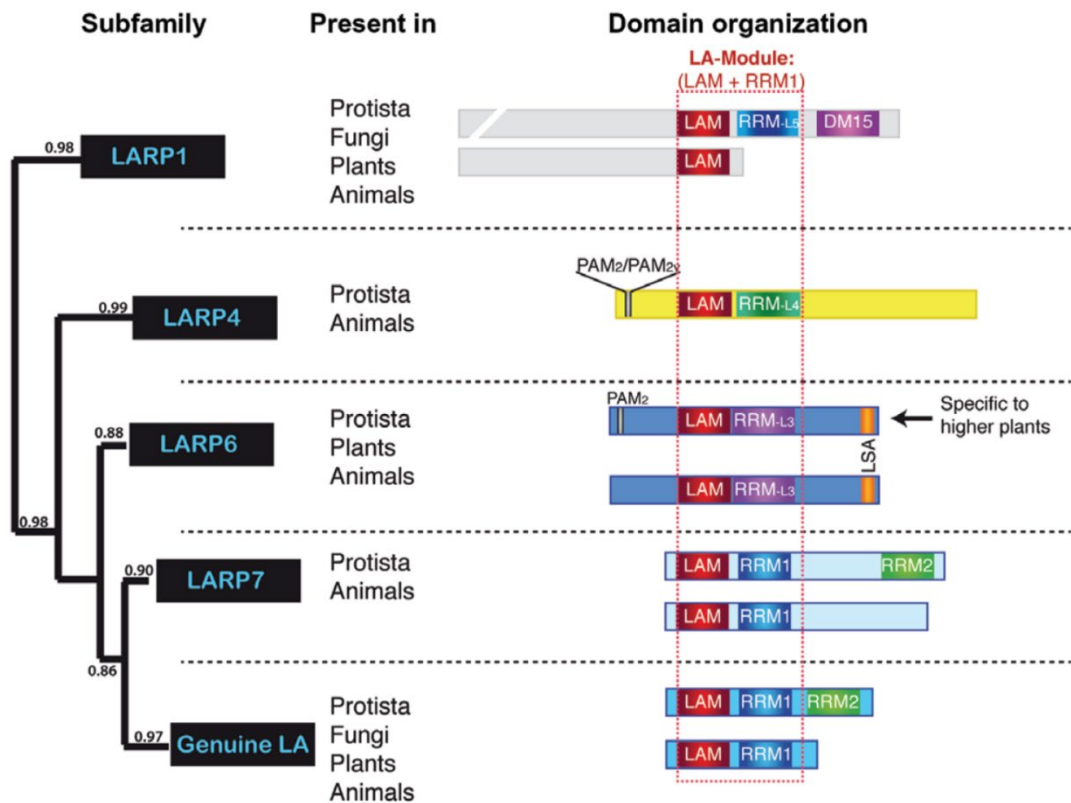 Subfamily Present in Domain organization
LA-Module:
(LAM + RRM1)
0.98
LARP1
Protista
Fungi
Plants
Animals
LAM RRM-L5 DM15
LAM
0.99
LARP4
Protista
Animals
PAM2/PAM2w
LAM RRM-L4
0.88
LARP6
Protista
Plants
Animals
PAM2
LAM RRM-L3
Specific to
higher plants
LSA
LAM RRM-L3
0.98
0.90
LARP7
Protista
Animals
LAM RRM1 RRM2
LAM RRM1
0.86
0.97
Genuine LA
Protista
Fungi
Plants
Animals
LAM RRM1 RRM2
LAM RRM1